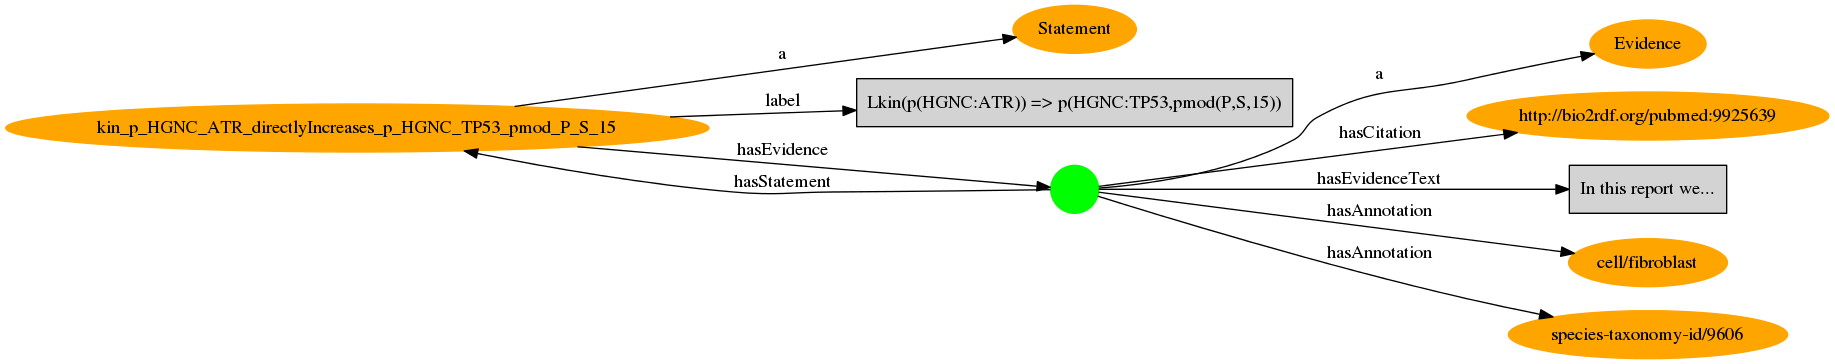 Statement
a
Evidence
a
label
Lkin(p(HGNC:ATR)) => p(HGNC:TP53,pmod(P,S,15))
http://bio2rdf.org/pubmed:9925639
kin_p_HGNC_ATR_directlyIncreases_p_HGNC_TP53_pmod_P_S_15
hasCitation
hasEvidence
hasStatement
hasEvidenceText
In this report we...
hasAnnotation
hasAnnotation
cell/fibroblast
species-taxonomy-id/9606